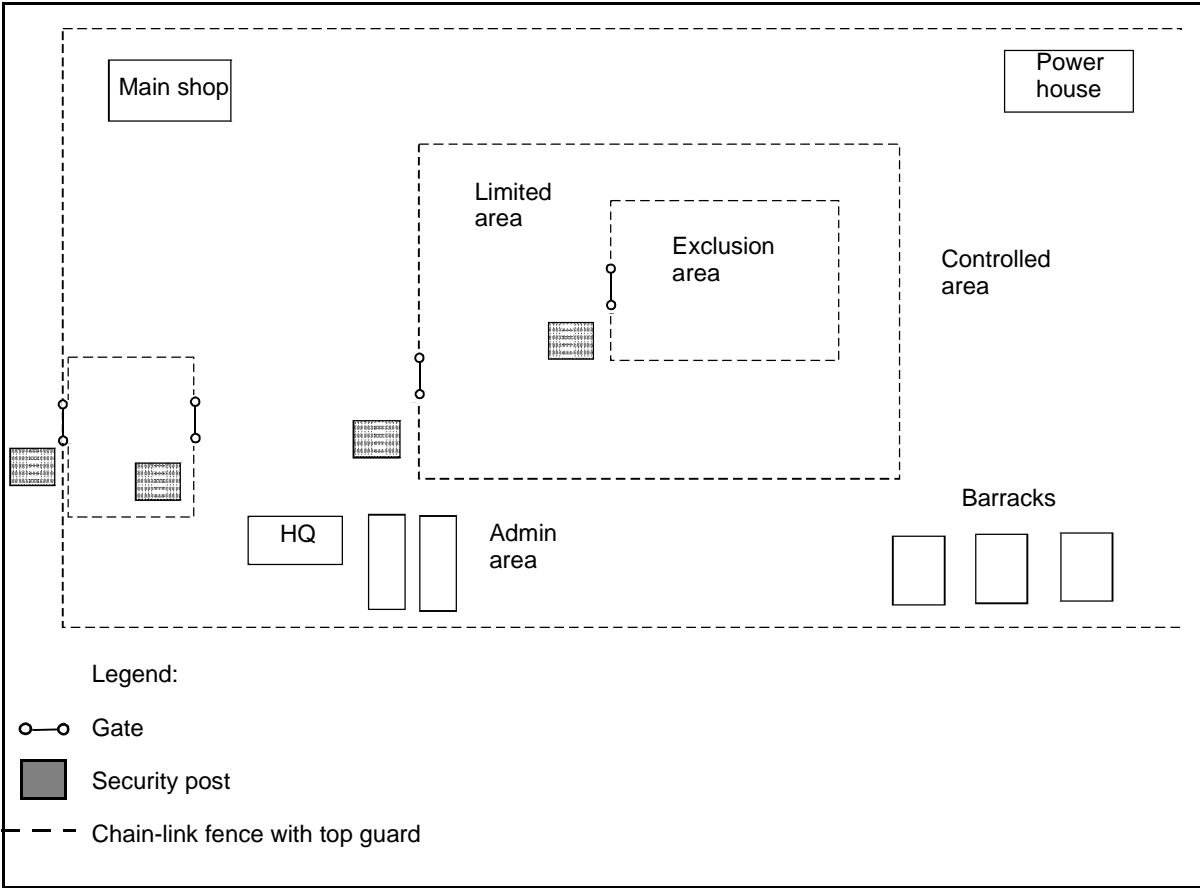 Main shop
Power
house
Limited
area
Exclusion
area
Controlled
area
Barracks
HQ
Admin
area
Legend:
Gate
Security post
Chain-link fence with top guard